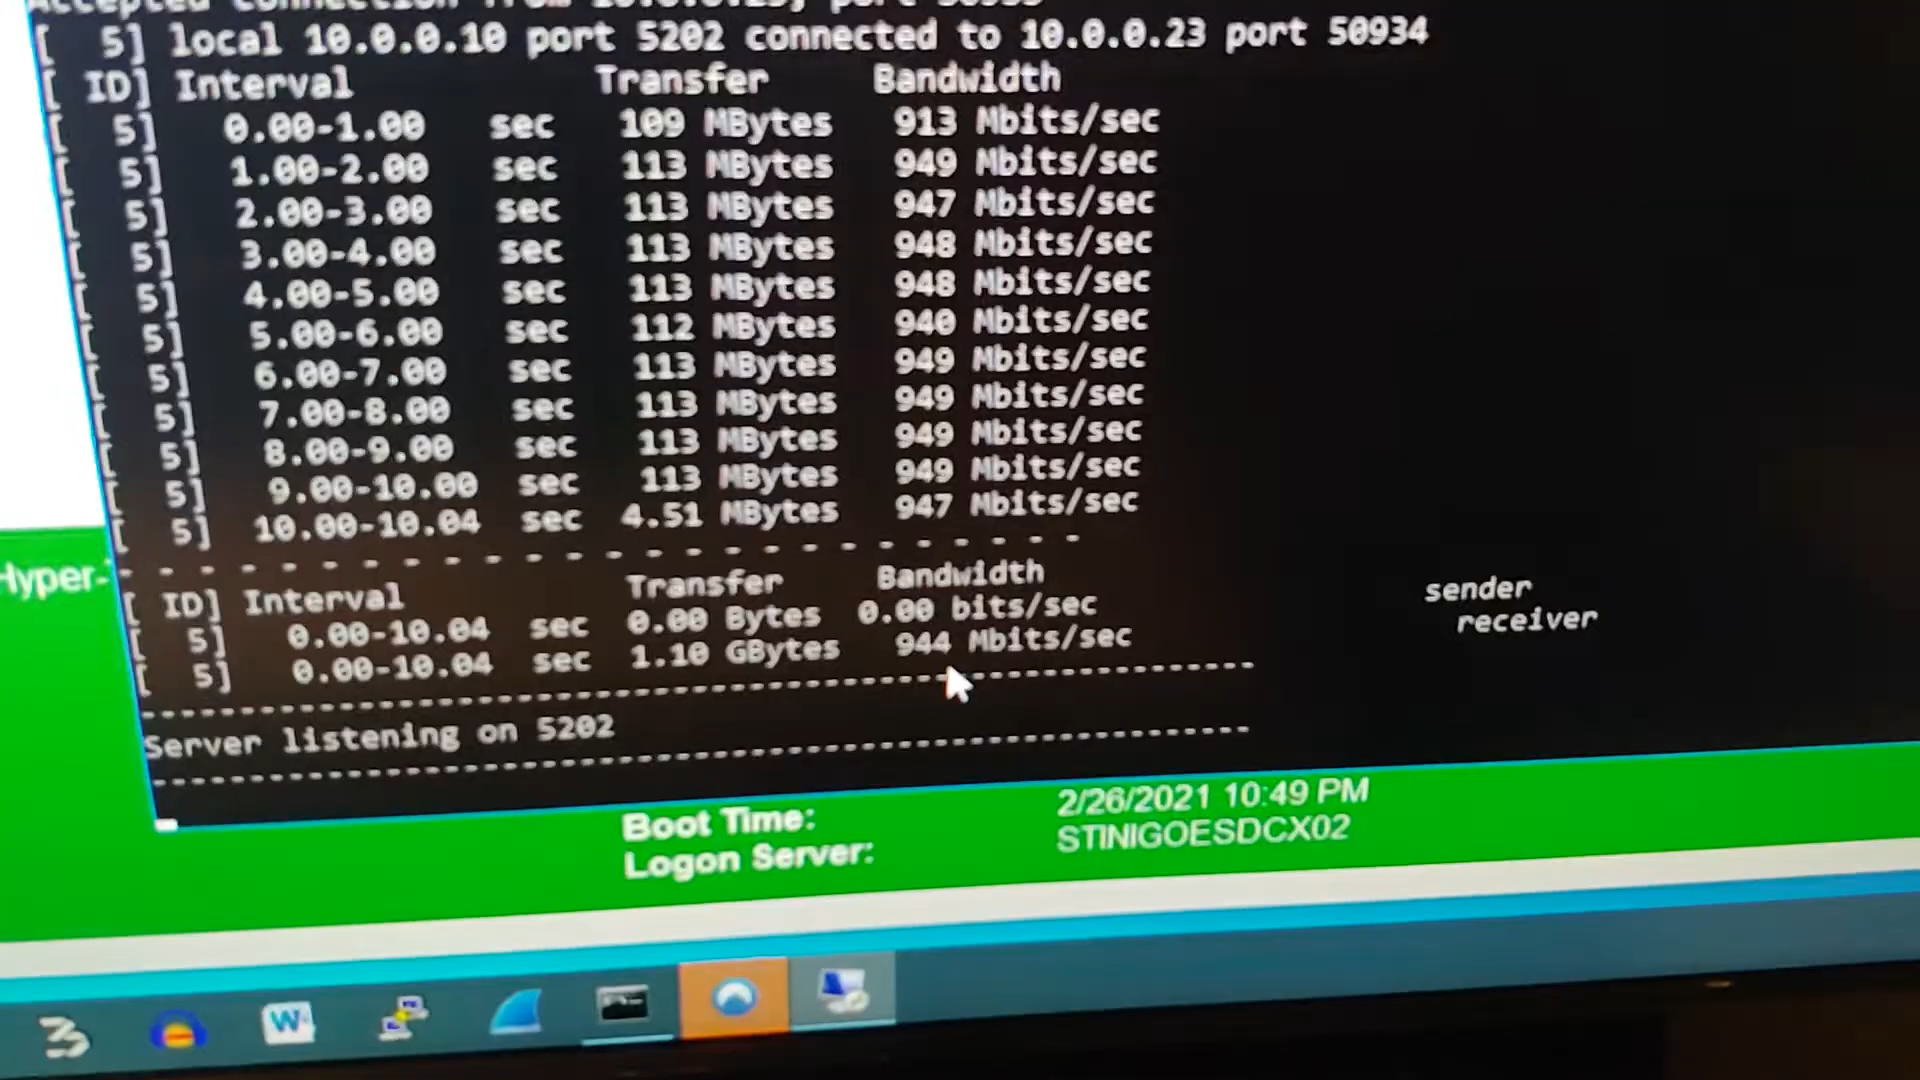 Accepted connection from 10.0.0.23, port
[  5] local 10.0.0.10 port 5202 connected to 10.0.0.23 port 50934
[ ID] Interval Transfer Bandwidth
[  5] 0.00-1.00 sec 109 MBytes 913 Mbits/sec
[  5] 1.00-2.00 sec 113 MBytes 949 Mbits/sec
[  5] 2.00-3.00 sec 113 MBytes 947 Mbits/sec
[  5] 3.00-4.00 sec 113 MBytes 948 Mbits/sec
[  5] 4.00-5.00 sec 113 MBytes 948 Mbits/sec
[  5] 5.00-6.00 sec 112 MBytes 940 Mbits/sec
[  5] 6.00-7.00 sec 113 MBytes 949 Mbits/sec
[  5] 7.00-8.00 sec 113 MBytes 949 Mbits/sec
[  5] 8.00-9.00 sec 113 MBytes 949 Mbits/sec
[  5] 9.00-10.00 sec 113 MBytes 949 Mbits/sec
[  5] 10.00-10.04 sec 4.51 MBytes 947 Mbits/sec
- - - - - - - - - - - - - - - - - - - - - - - - -
[ ID] Interval Transfer Bandwidth
[  5] 0.00-10.04 sec 0.00 Bytes 0.00 bits/sec sender
[  5] 0.00-10.04 sec 1.10 GBytes 944 Mbits/sec receiver
-----------------------------------------------------------
Server listening on 5202
-----------------------------------------------------------
Hyper-
Boot Time: 2/26/2021 10:49 PM
Logon Server: STINIGOESDCX02
W